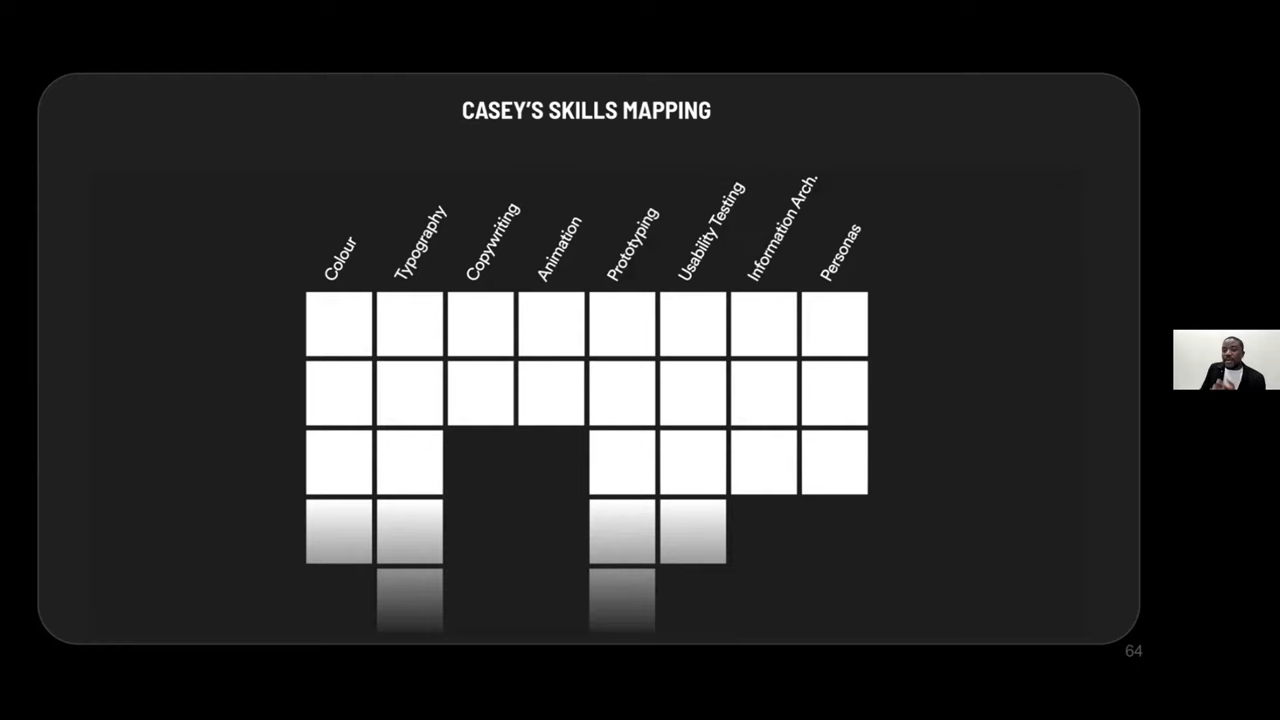 CASEY’S SKILLS MAPPING
Colour
Typography
Copywriting
Animation
Prototyping
Usability Testing
Information Arch.
Personas
64